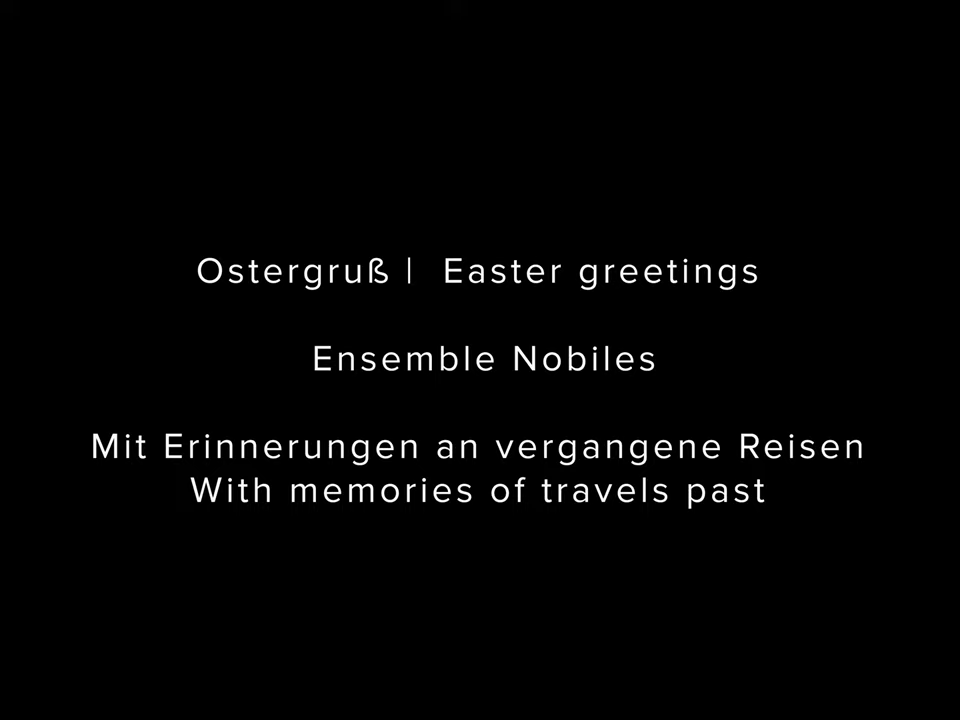 Ostergruß | Easter greetings
Ensemble Nobiles
Mit Erinnerungen an vergangene Reisen
With memories of travels past